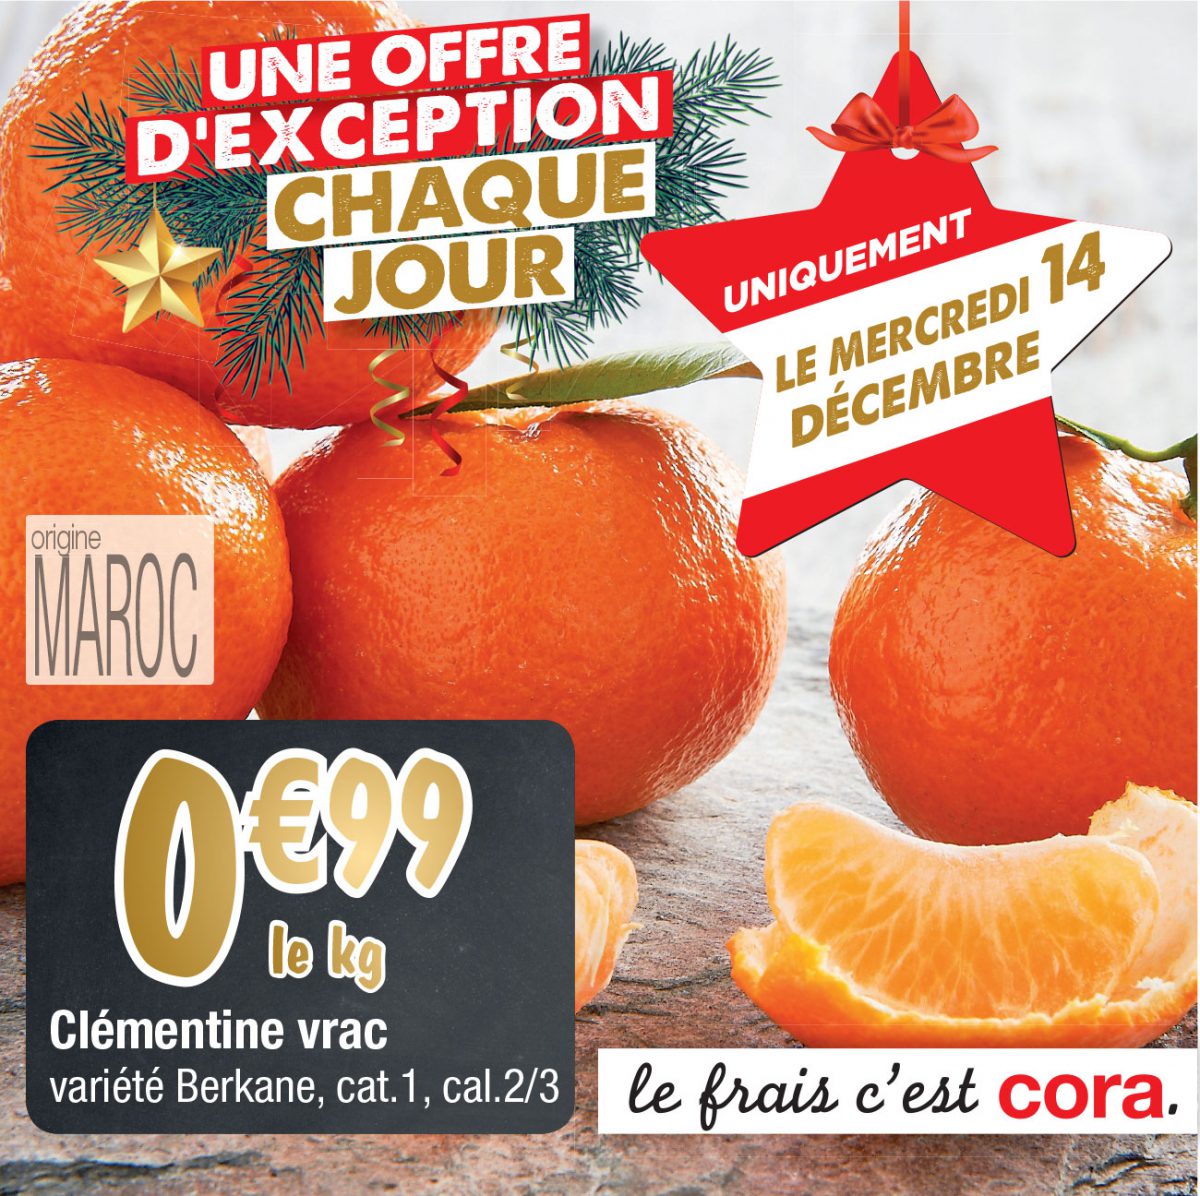 UNE OFFRE
D'EXCEPTION
CHAQUE
JOUR
UNIQUEMENT
LE MERCREDI 14
DÉCEMBRE
origine
MAROC
0€99
le kg
Clémentine vrac
variété Berkane, cat.1, cal.2/3
le frais c'est cora.